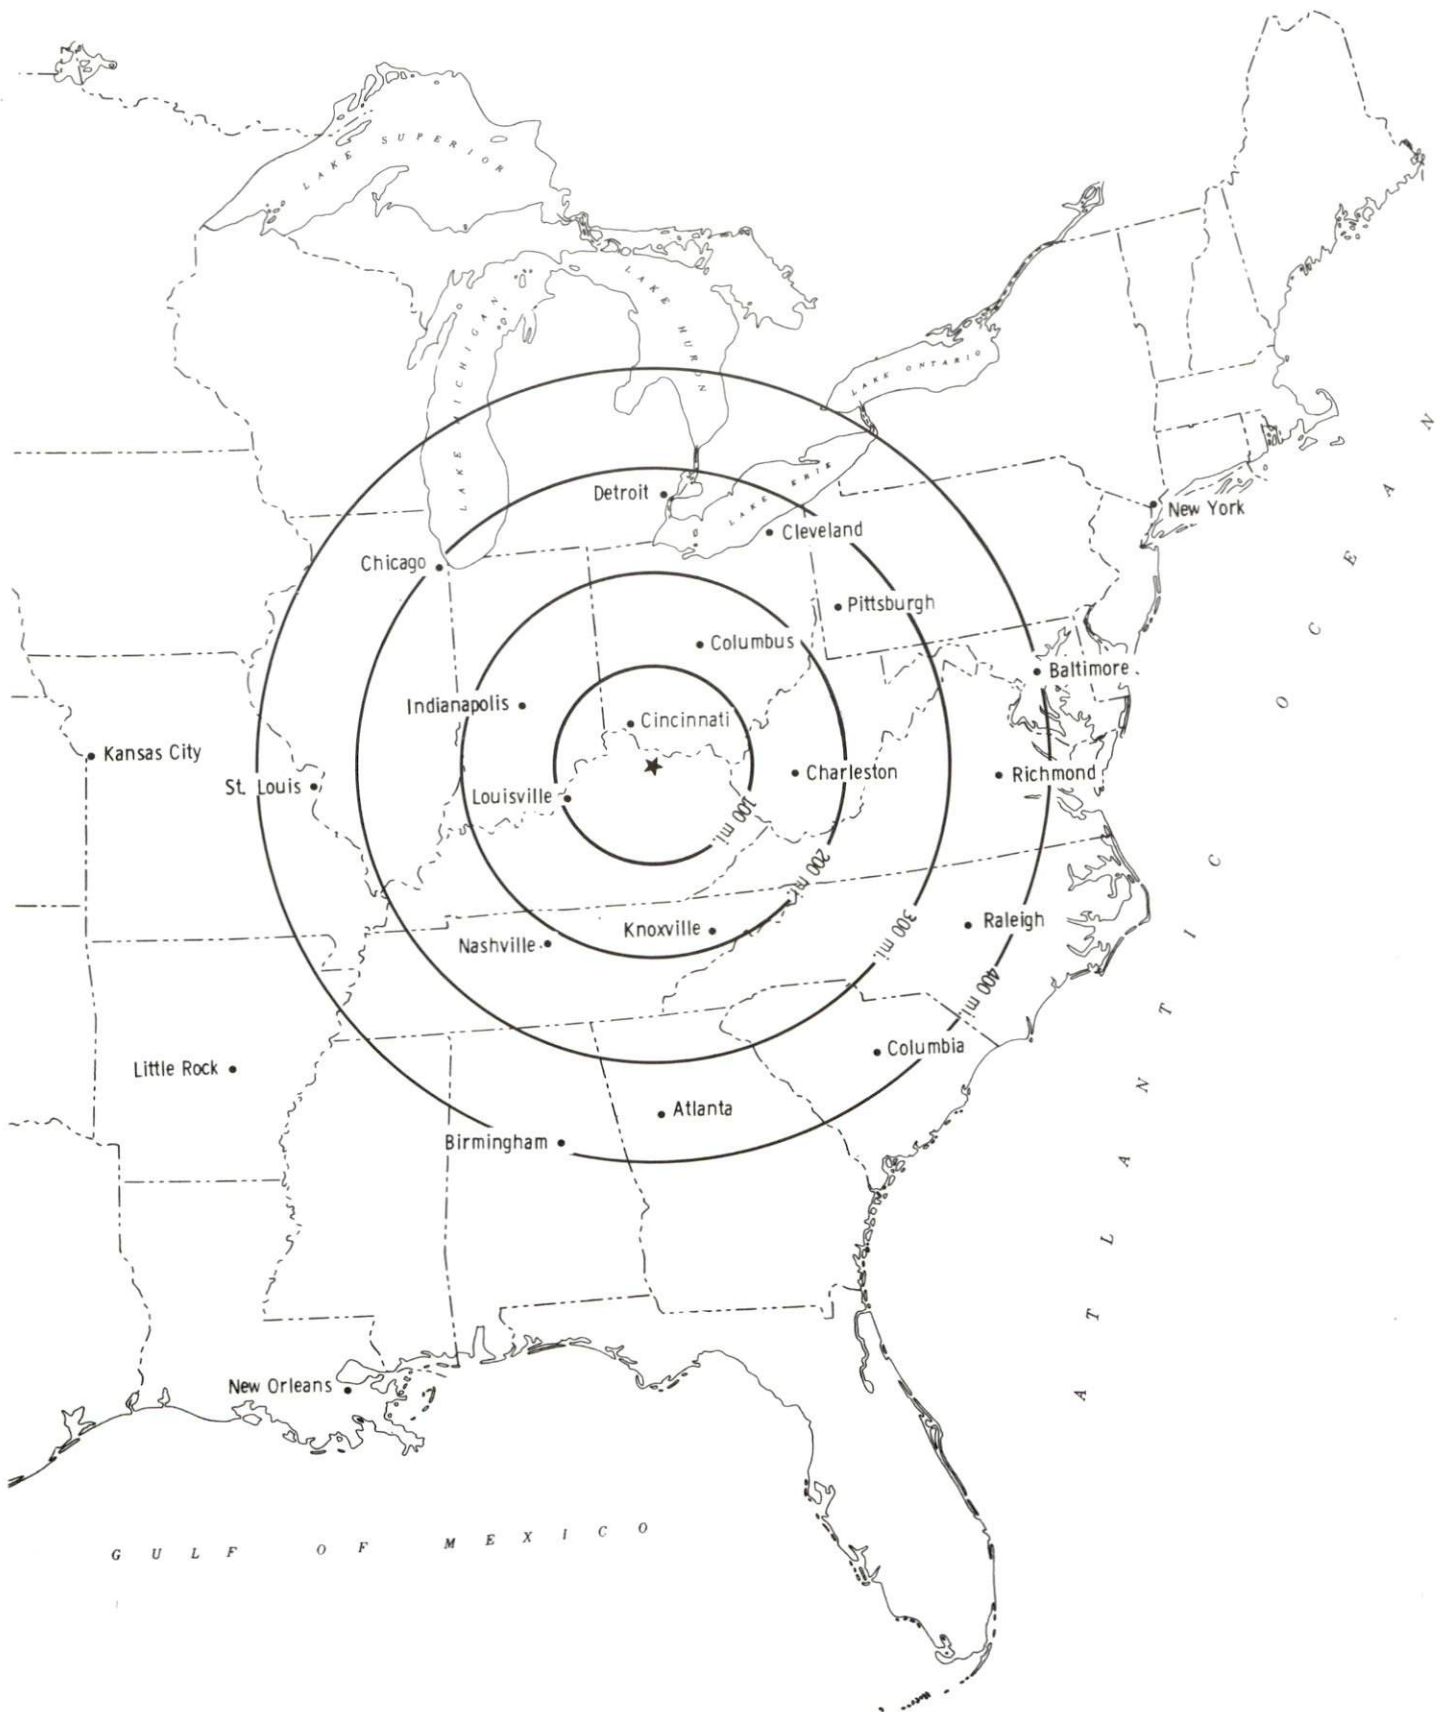 LAKE SUPERIOR
LAKE MICHIGAN
LAKE HURON
LAKE ONTARIO
LAKE ERIE
Detroit
Cleveland
New York
Chicago
Pittsburgh
Columbus
Baltimore
Indianapolis
Cincinnati
Kansas City
St. Louis
Charleston
Richmond
Louisville
100 mi.
200 mi.
300 mi.
400 mi.
Knoxville
Raleigh
Nashville
Columbia
Little Rock
Atlanta
Birmingham
New Orleans
ATLANTIC OCEAN
GULF OF MEXICO